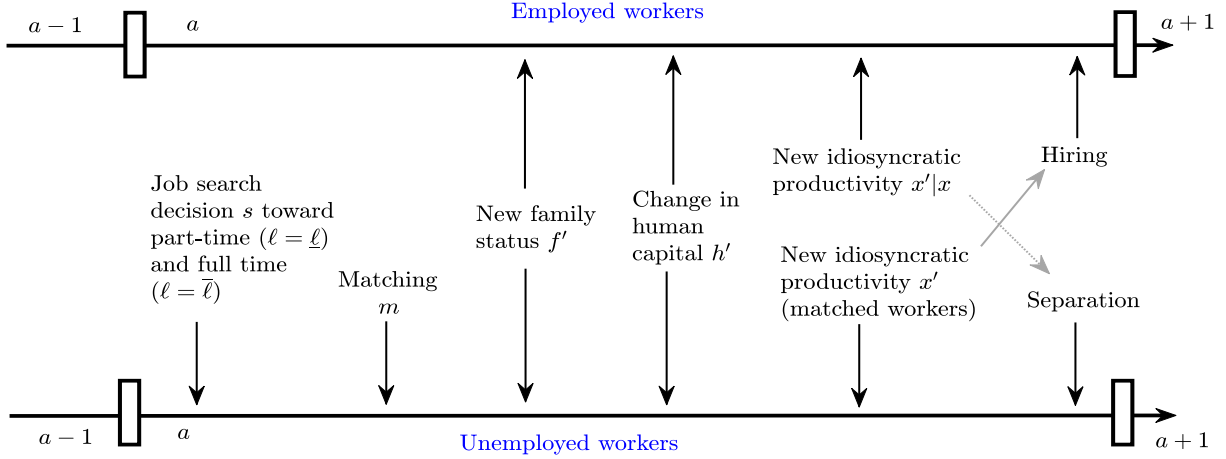 Employed workers
a − 1
a
a + 1
Job search
decision s toward
part-time (ℓ = ℓ̲)
and full time
(ℓ = ℓ̅)
Matching
m
New family
status f′
Change in
human
capital h′
New idiosyncratic
productivity x′|x
New idiosyncratic
productivity x′
(matched workers)
Hiring
Separation
a − 1
a
Unemployed workers
a + 1